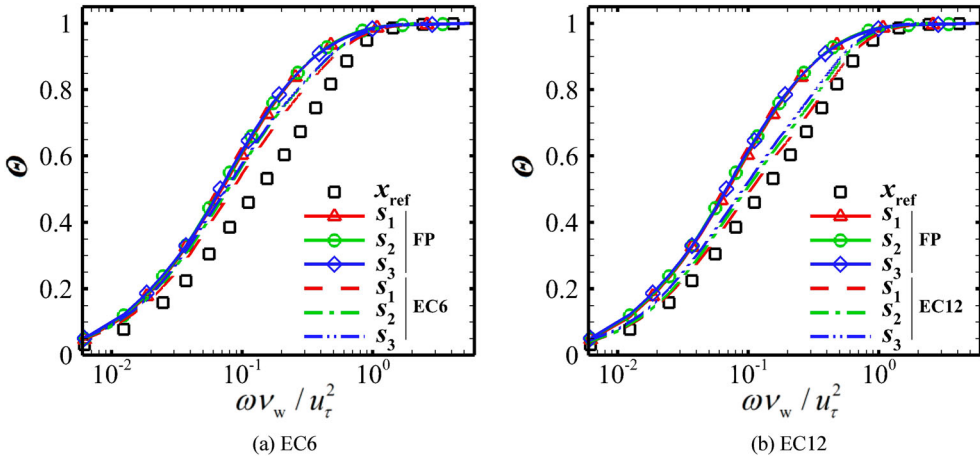 Θ
1
0.8
0.6
0.4
0.2
0
x_ref
s_1
s_2 FP
s_3
s_1
s_2 EC6
s_3
10^-2 10^-1 10^0
ων_w / u_τ^2
(a) EC6
Θ
1
0.8
0.6
0.4
0.2
0
x_ref
s_1
s_2 FP
s_3
s_1
s_2 EC12
s_3
10^-2 10^-1 10^0
ων_w / u_τ^2
(b) EC12